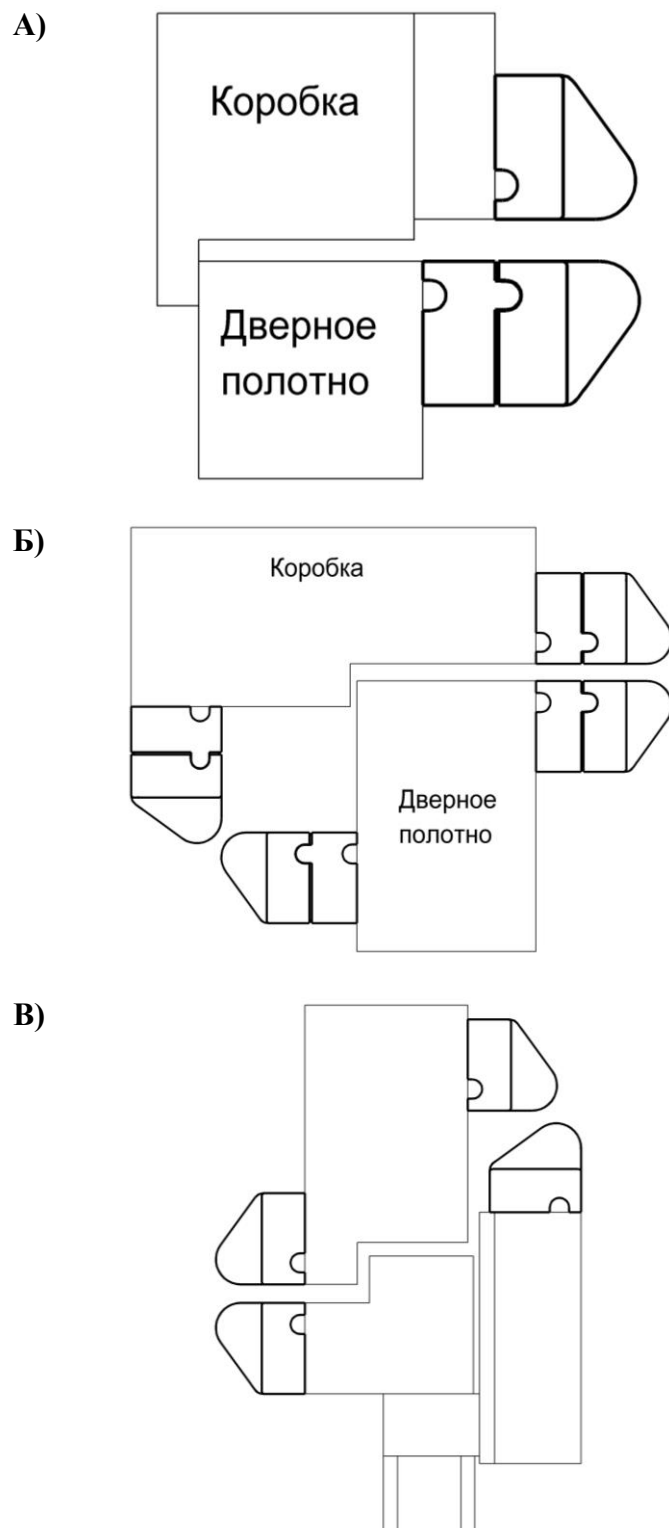 А)
Коробка
Дверное
полотно
Б)
Коробка
Дверное
полотно
В)